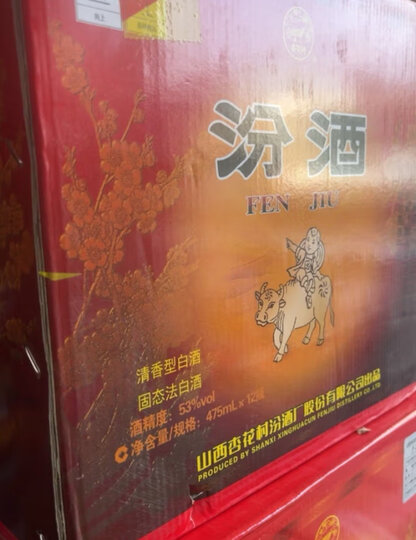 向上
汾酒
FEN JIU
清香型白酒
固态法白酒
酒精度：53%vol
净含量/规格：475mL x 12瓶
山西杏花村汾酒厂股份有限公司出品
PRODUCED BY SHANXI XINGHUACUN FENJIU DISTILLERY CO.,LTD